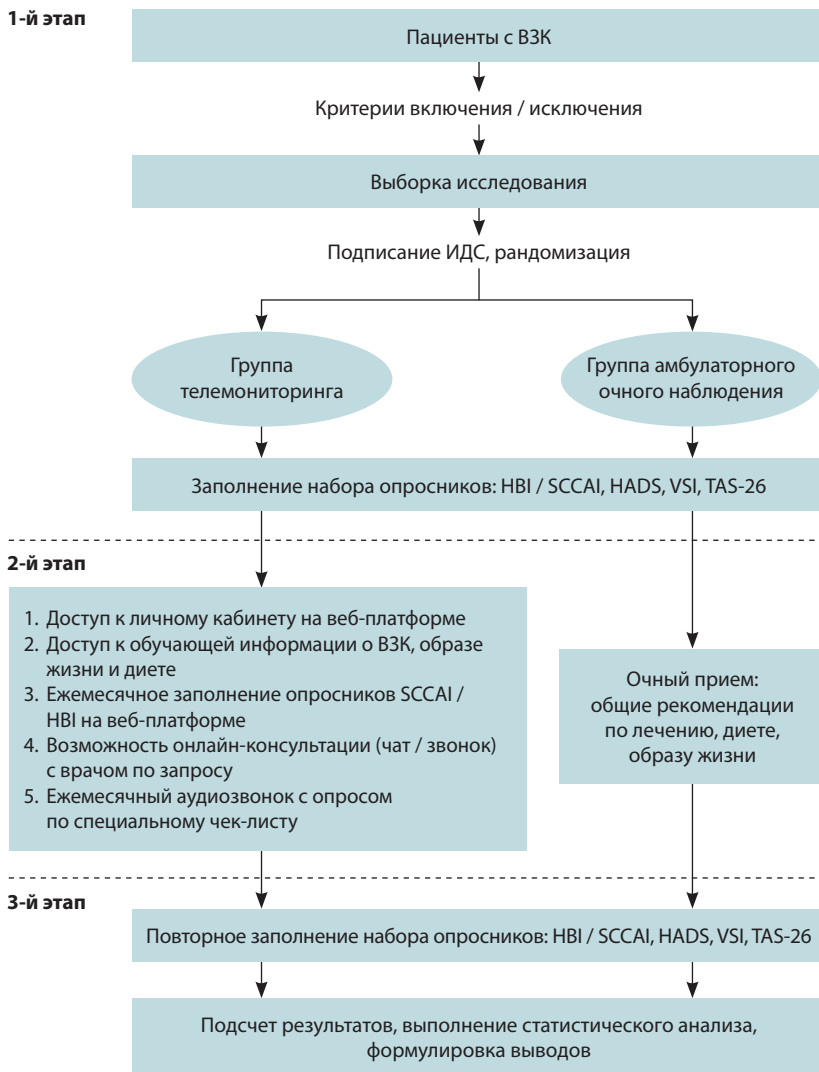 1-й этап
Пациенты с ВЗК
Критерии включения / исключения
Выборка исследования
Подписание ИДС, рандомизация
Группа
телемониторинга
Группа амбулаторного
очного наблюдения
Заполнение набора опросников: HBI / SCCAI, HADS, VSI, TAS-26
2-й этап
1. Доступ к личному кабинету на веб-платформе
2. Доступ к обучающей информации о ВЗК, образе
жизни и диете
3. Ежемесячное заполнение опросников SCCAI /
HBI на веб-платформе
4. Возможность онлайн-консультации (чат / звонок)
с врачом по запросу
5. Ежемесячный аудиозвонок с опросом
по специальному чек-листу
Очный прием:
общие рекомендации
по лечению, диете,
образу жизни
3-й этап
Повторное заполнение набора опросников: HBI / SCCAI, HADS, VSI, TAS-26
Подсчет результатов, выполнение статистического анализа,
формулировка выводов